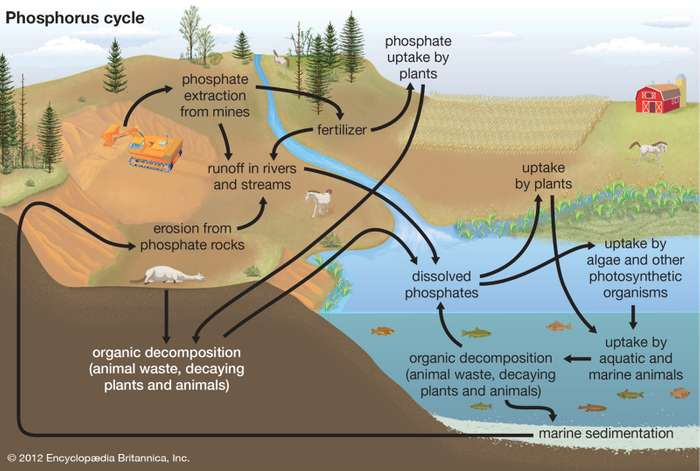 Phosphorus cycle
phosphate
uptake by
plants
phosphate
extraction
from mines
fertilizer
runoff in rivers
and streams
uptake
by plants
erosion from
phosphate rocks
uptake by
algae and other
photosynthetic
organisms
dissolved
phosphates
organic decomposition
(animal waste, decaying
plants and animals)
organic decomposition
(animal waste, decaying
plants and animals)
uptake by
aquatic and
marine animals
marine sedimentation
© 2012 Encyclopædia Britannica, Inc.